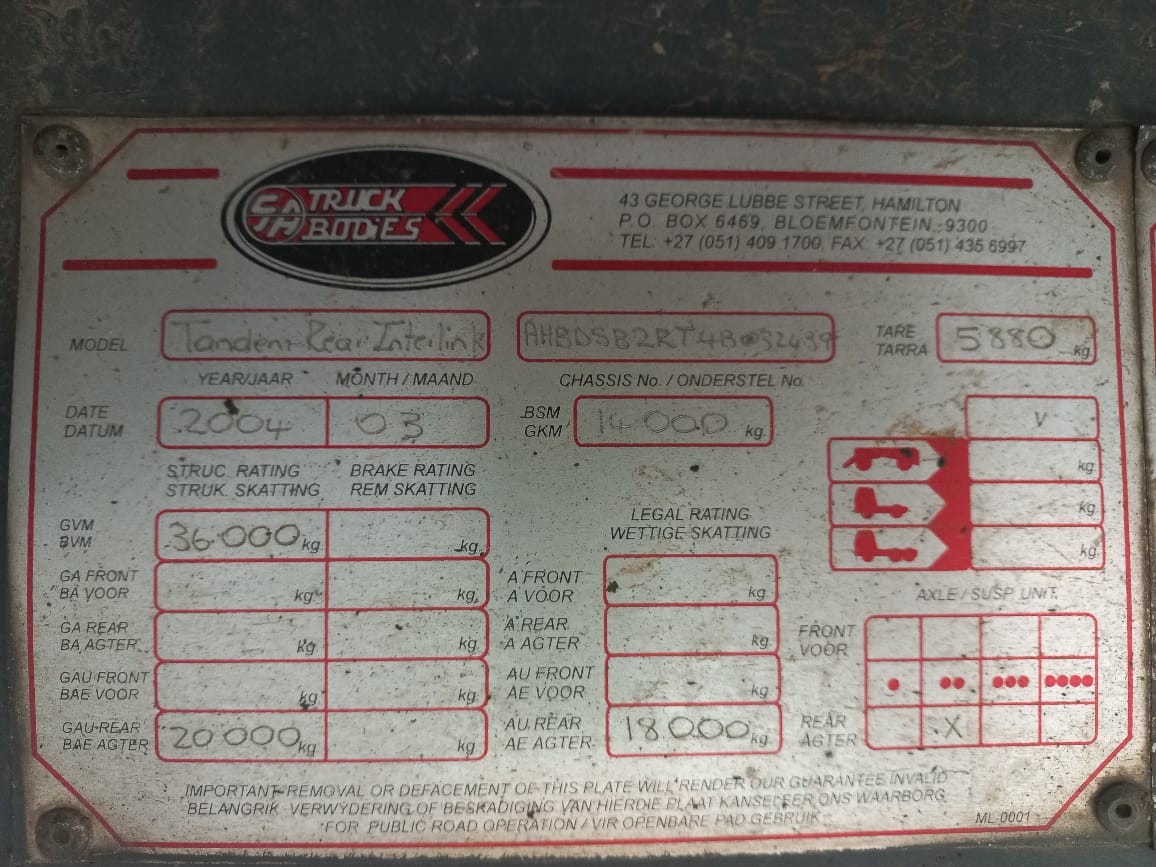 SA TRUCK BODIES
43 GEORGE LUBBE STREET, HAMILTON
P.O. BOX 6469, BLOEMFONTEIN, 9300
TEL: +27 (051) 409 1700, FAX: +27 (051) 435 6997
MODEL Tandem Rear Interlink TARE TARRA 5880 kg
YEAR/JAAR MONTH / MAAND CHASSIS No. / ONDERSTEL No.
DATE DATUM 2004 03 BSM GKM 14 000 kg V
kg
kg
kg
STRUC. RATING BRAKE RATING
STRUK. SKATTING REM SKATTING
LEGAL RATING
WETTIGE SKATTING
GVM BVM 36 000 kg kg
GA FRONT BA VOOR kg kg A FRONT A VOOR kg
AXLE / SUSP. UNIT.
GA REAR BA AGTER kg kg A REAR A AGTER kg FRONT VOOR
GAU FRONT BAE VOOR kg kg AU FRONT AE VOOR kg
GAU REAR BAE AGTER 20 000 kg kg AU REAR AE AGTER 18 000 kg REAR AGTER X
IMPORTANT REMOVAL OR DEFACEMENT OF THIS PLATE WILL RENDER OUR GUARANTEE INVALID
BELANGRIK VERWYDERING OF BESKADIGING VAN HIERDIE PLAAT KANSELEER ONS WAARBORG
FOR PUBLIC ROAD OPERATION / VIR OPENBARE PAD GEBRUIK
ML-0001